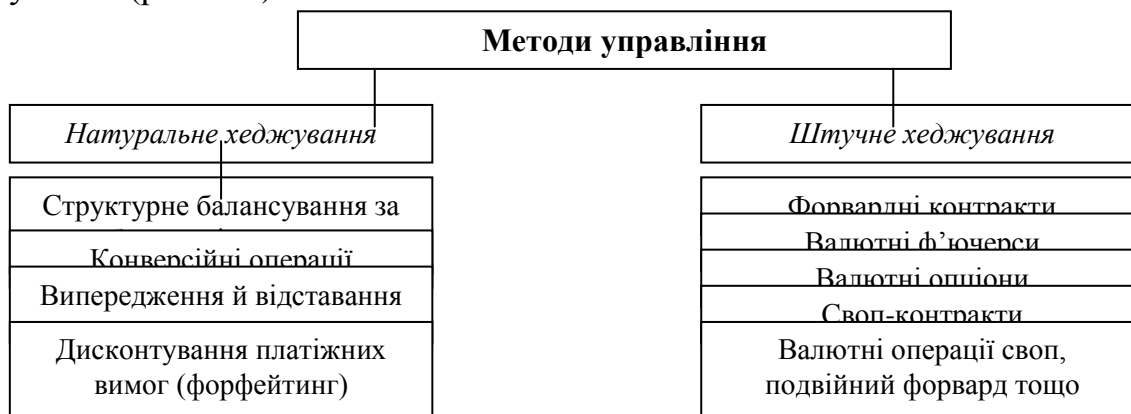 Методи управління
Натуральне хеджування
Штучне хеджування
Структурне балансування за
Конверсійні операції
Випередження й відставання
Дисконтування платіжних
вимог (форфейтинг)
Форвардні контракти
Валютні ф’ючерси
Валютні опціони
Своп-контракти
Валютні операції своп,
подвійний форвард тощо